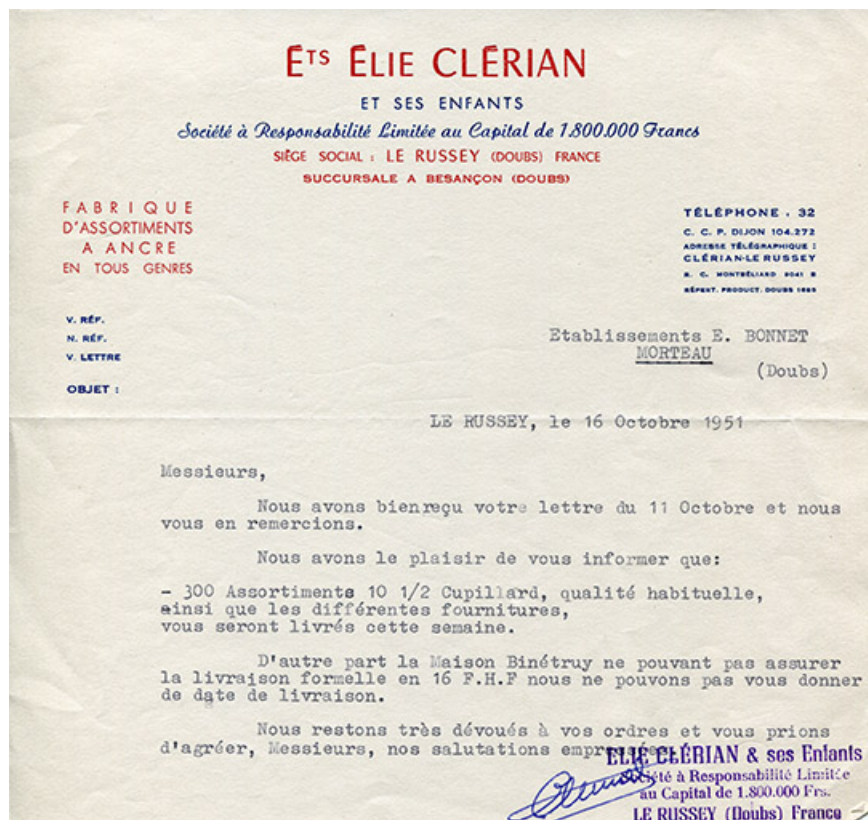 ÉTS ÉLIE CLÉRIAN
ET SES ENFANTS
Société à Responsabilité Limitée au Capital de 1.800.000 Francs
SIÈGE SOCIAL : LE RUSSEY (DOUBS) FRANCE
SUCCURSALE A BESANÇON (DOUBS)
FABRIQUE
D'ASSORTIMENTS
A ANCRE
EN TOUS GENRES
TÉLÉPHONE . 32
C. C. P. DIJON 104.272
ADRESSE TÉLÉGRAPHIQUE :
CLÉRIAN-LE RUSSEY
R. C. MONTBÉLIARD 9041 B
RÉPERT. PRODUCT. DOUBS
V. RÉF.
N. RÉF.
V. LETTRE
OBJET :
Etablissements E. BONNET
MORTEAU
(Doubs)
LE RUSSEY, le 16 Octobre 1951
Messieurs,
Nous avons bienreçu votre lettre du 11 Octobre et nous
vous en remercions.
Nous avons le plaisir de vous informer que:
- 300 Assortiments 10 1/2 Cupillard, qualité habituelle,
ainsi que les différentes fournitures,
vous seront livrés cette semaine.
D'autre part la Maison Binétruy ne pouvant pas assurer
la livraison formelle en 16 F.H.F nous ne pouvons pas vous donner
de date de livraison.
Nous restons très dévoués à vos ordres et vous prions
d'agréer, Messieurs, nos salutations empressées.
ELIE CLÉRIAN & ses Enfants
Société à Responsabilité Limitée
au Capital de 1.800.000 Frs.
LE RUSSEY (Doubs) France